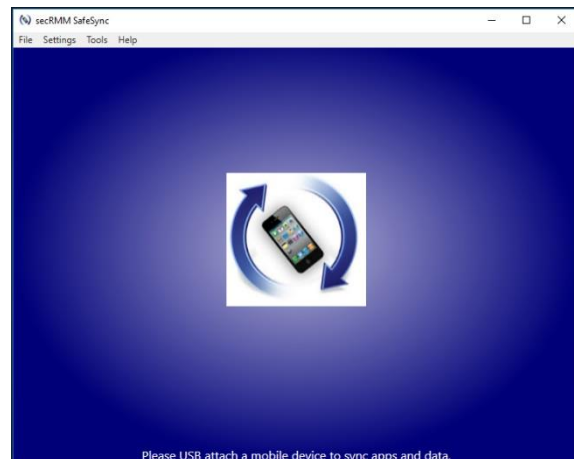 secRMM SafeSync
File Settings Tools Help
Please USB attach a mobile device to sync apps and data.